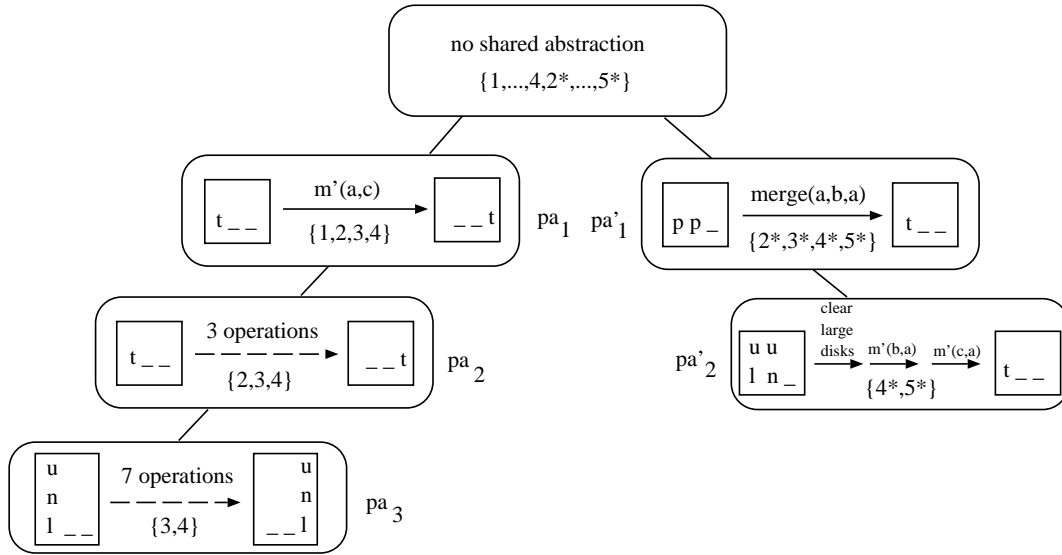 no shared abstraction
{1,...,4,2*,...,5*}
t _ _
m'(a,c)
{1,2,3,4}
_ _ t
pa1
pa'1
p p _
merge(a,b,a)
{2*,3*,4*,5*}
t _ _
t _ _
3 operations
{2,3,4}
_ _ t
pa2
pa'2
u u
l n _
clear
large
disks
m'(b,a)
m'(c,a)
{4*,5*}
t _ _
u
n
l _ _
7 operations
{3,4}
u
n
_ _ l
pa3